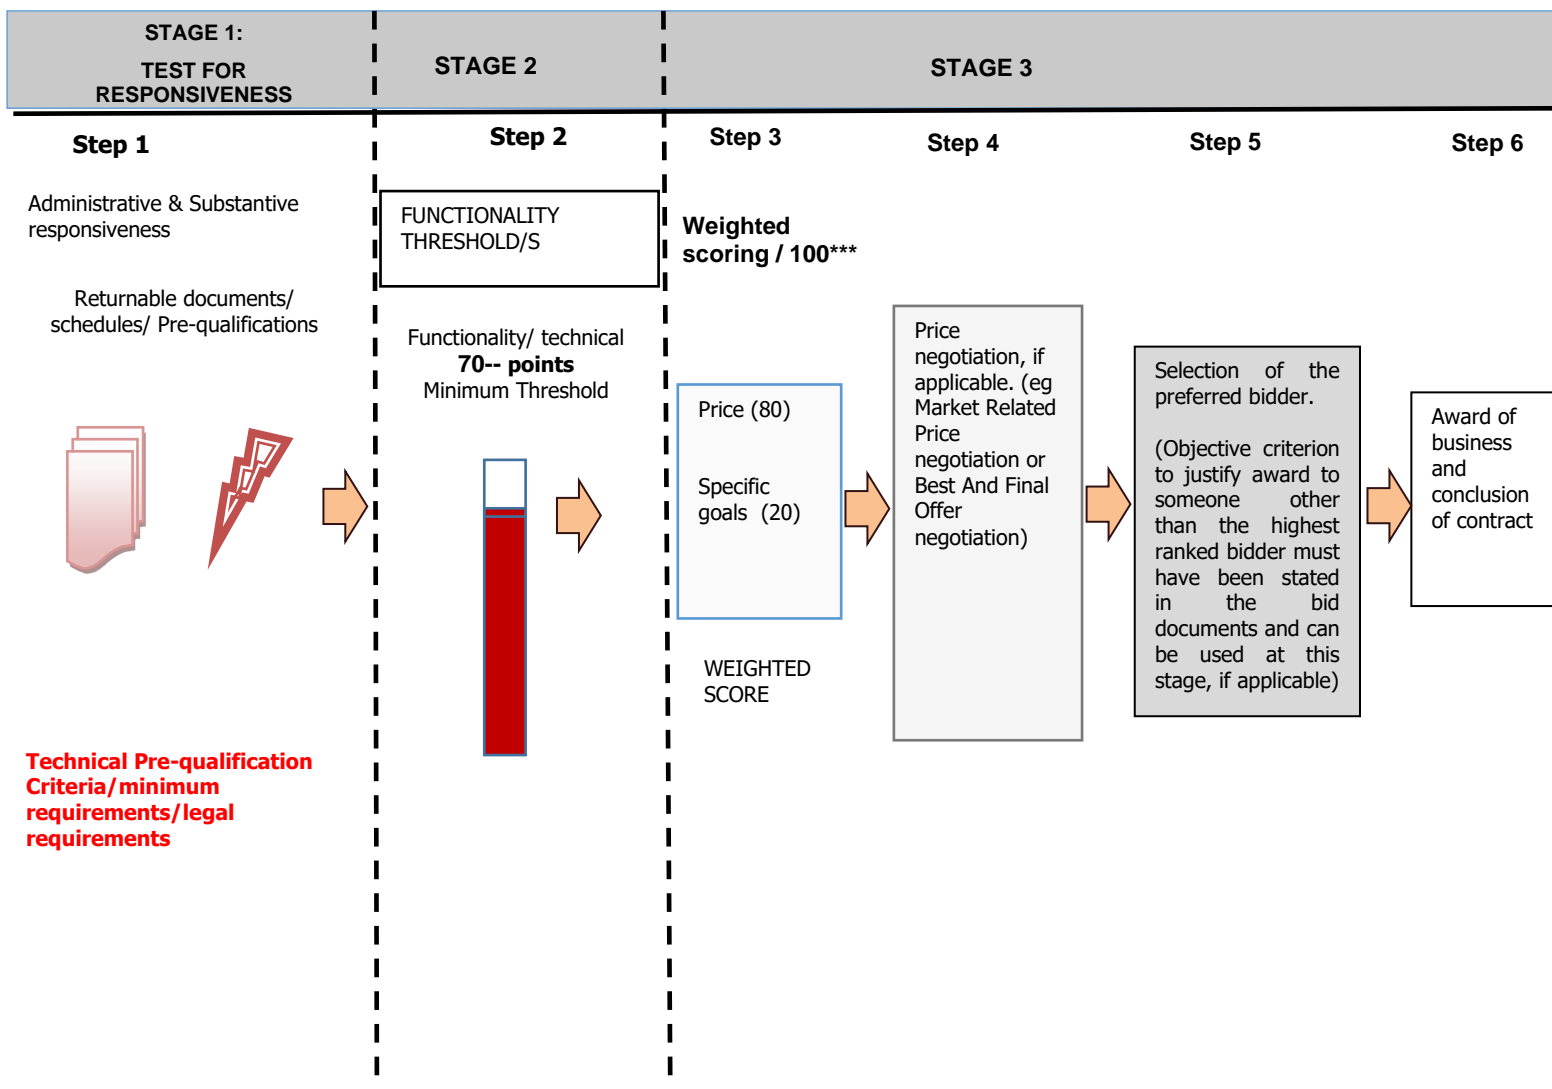 STAGE 1:
TEST FOR
RESPONSIVENESS
STAGE 2
STAGE 3
Step 1
Step 2
Step 3
Step 4
Step 5
Step 6
Administrative & Substantive
responsiveness
Returnable documents/
schedules/ Pre-qualifications
Technical Pre-qualification
Criteria/minimum
requirements/legal
requirements
FUNCTIONALITY
THRESHOLD/S
Functionality/ technical
70-- points
Minimum Threshold
Weighted
scoring / 100***
Price (80)
Specific
goals (20)
WEIGHTED
SCORE
Price
negotiation, if
applicable. (eg
Market Related
Price
negotiation or
Best And Final
Offer
negotiation)
Selection of the
preferred bidder.
(Objective criterion
to justify award to
someone other
than the highest
ranked bidder must
have been stated
in the bid
documents and can
be used at this
stage, if applicable)
Award of
business
and
conclusion
of contract